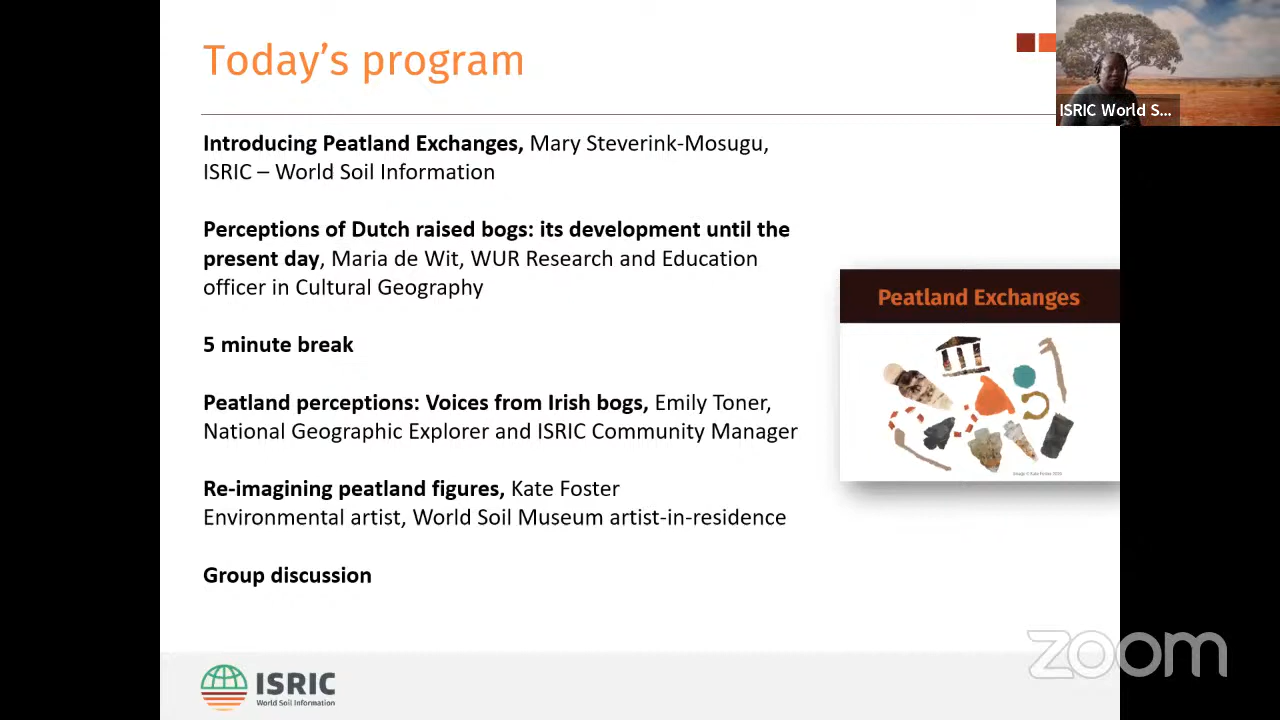 Today's program
ISRIC World S...
Introducing Peatland Exchanges, Mary Steverink-Mosugu,
ISRIC – World Soil Information
Perceptions of Dutch raised bogs: its development until the
present day, Maria de Wit, WUR Research and Education
officer in Cultural Geography
5 minute break
Peatland perceptions: Voices from Irish bogs, Emily Toner,
National Geographic Explorer and ISRIC Community Manager
Re-imagining peatland figures, Kate Foster
Environmental artist, World Soil Museum artist-in-residence
Group discussion
Peatland Exchanges
ISRIC
World Soil Information
zoom